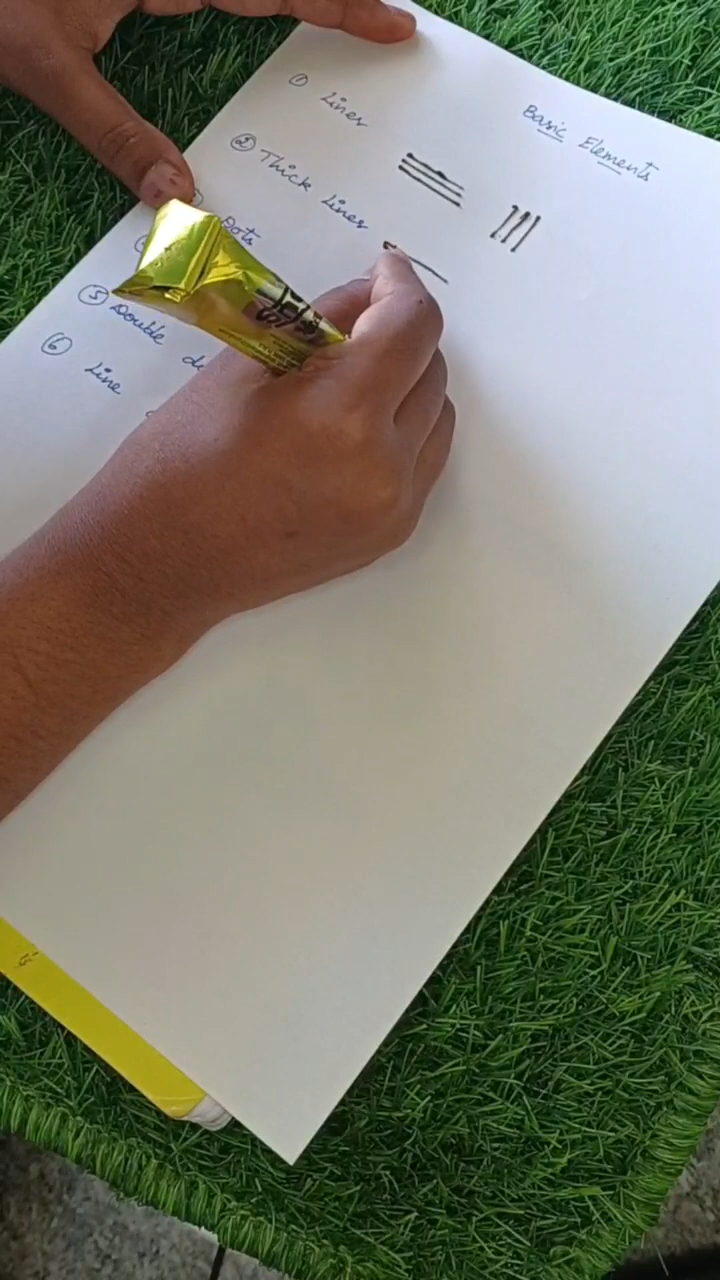 Basic Elements
① Lines
② Thick Lines
Dots
⑤ Double
⑥ Line